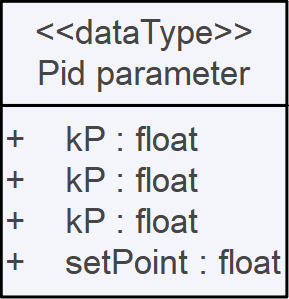 <<dataType>>
Pid parameter
+ kP : float
+ kP : float
+ kP : float
+ setPoint : float